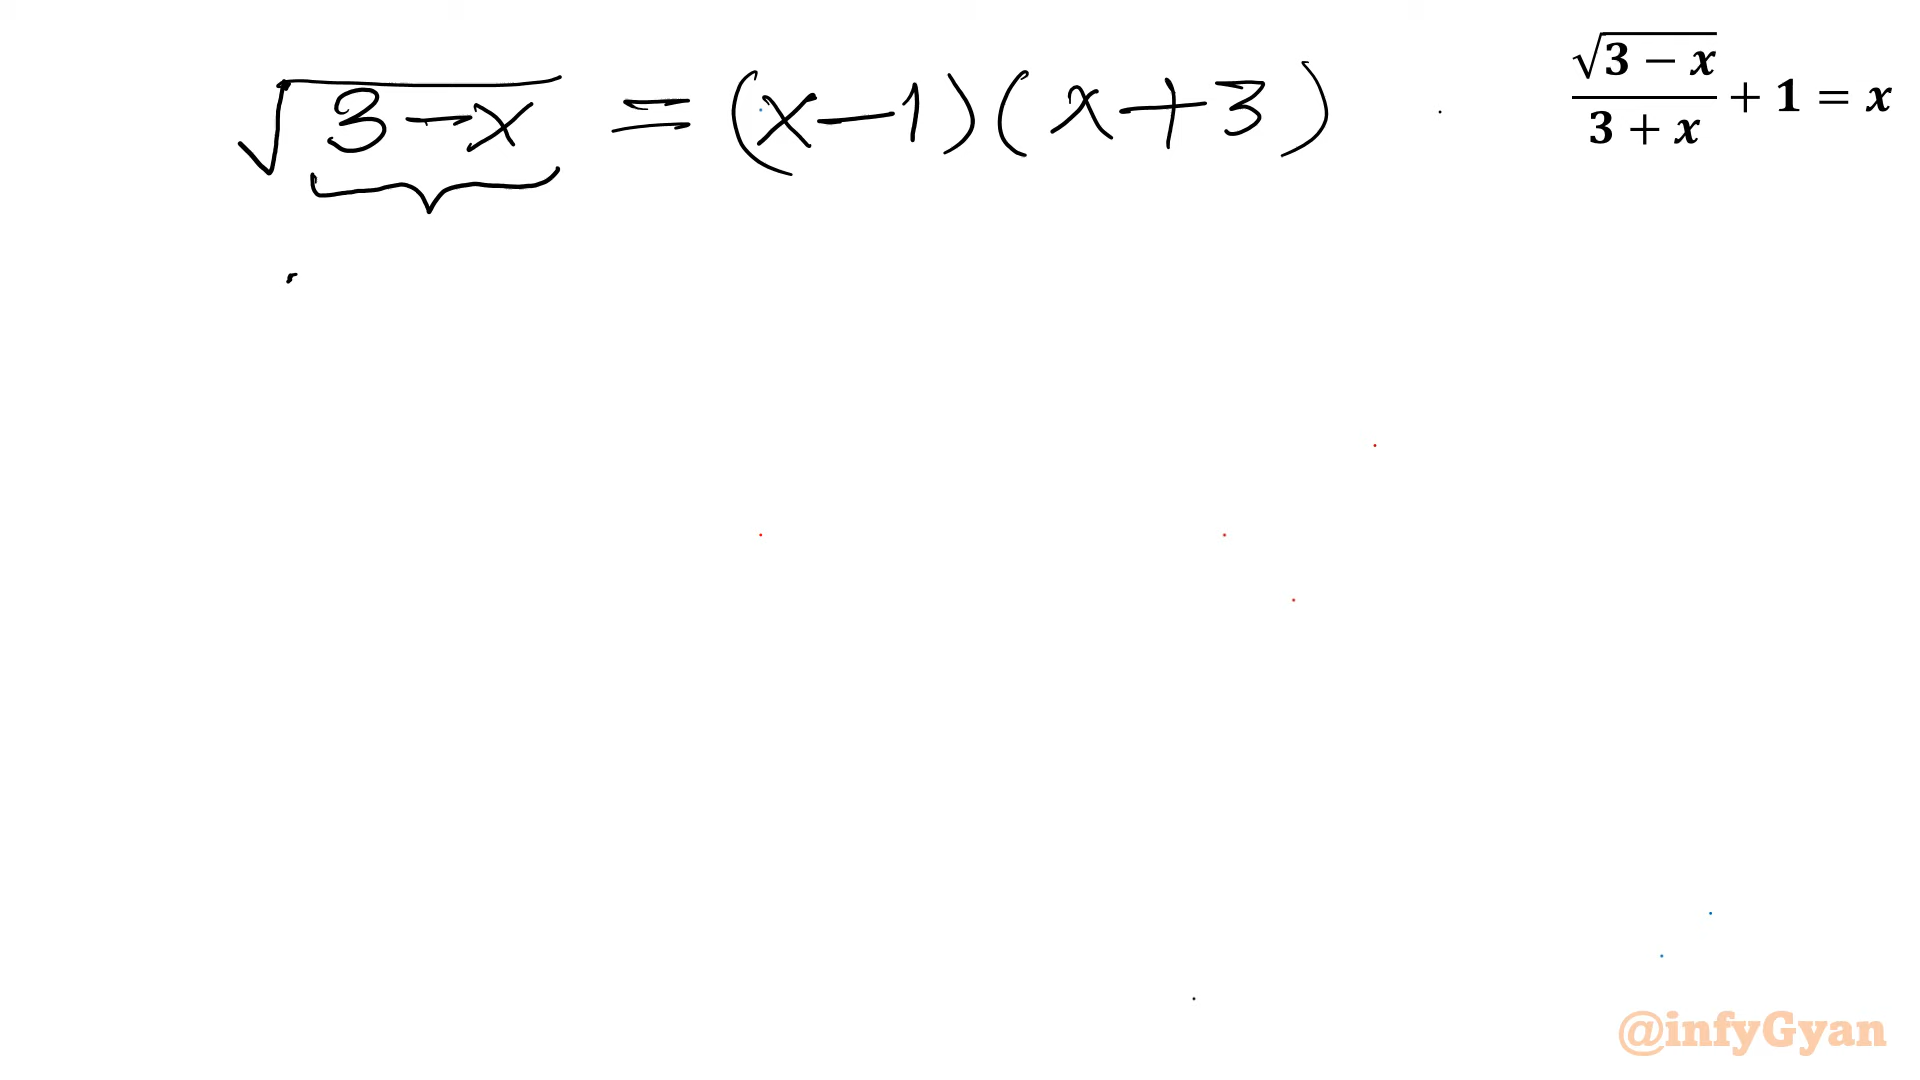 √(3-x) = (x-1)(x+3)
√(3 − x)/(3 + x) + 1 = x
@infyGyan